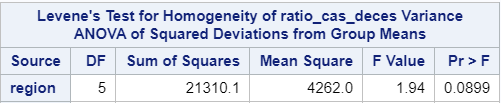 Levene's Test for Homogeneity of ratio_cas_deces Variance
ANOVA of Squared Deviations from Group Means
Source DF Sum of Squares Mean Square F Value Pr > F
region 5 21310.1 4262.0 1.94 0.0899